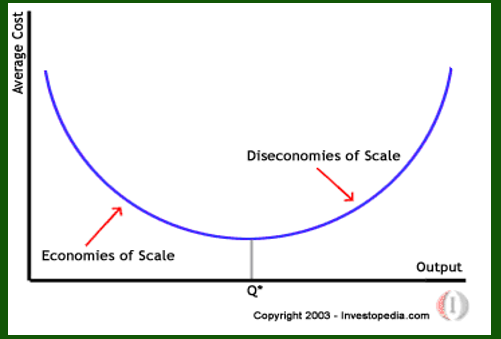 Average Cost
Diseconomies of Scale
Economies of Scale
Output
Q*
Copyright 2003 - Investopedia.com
I